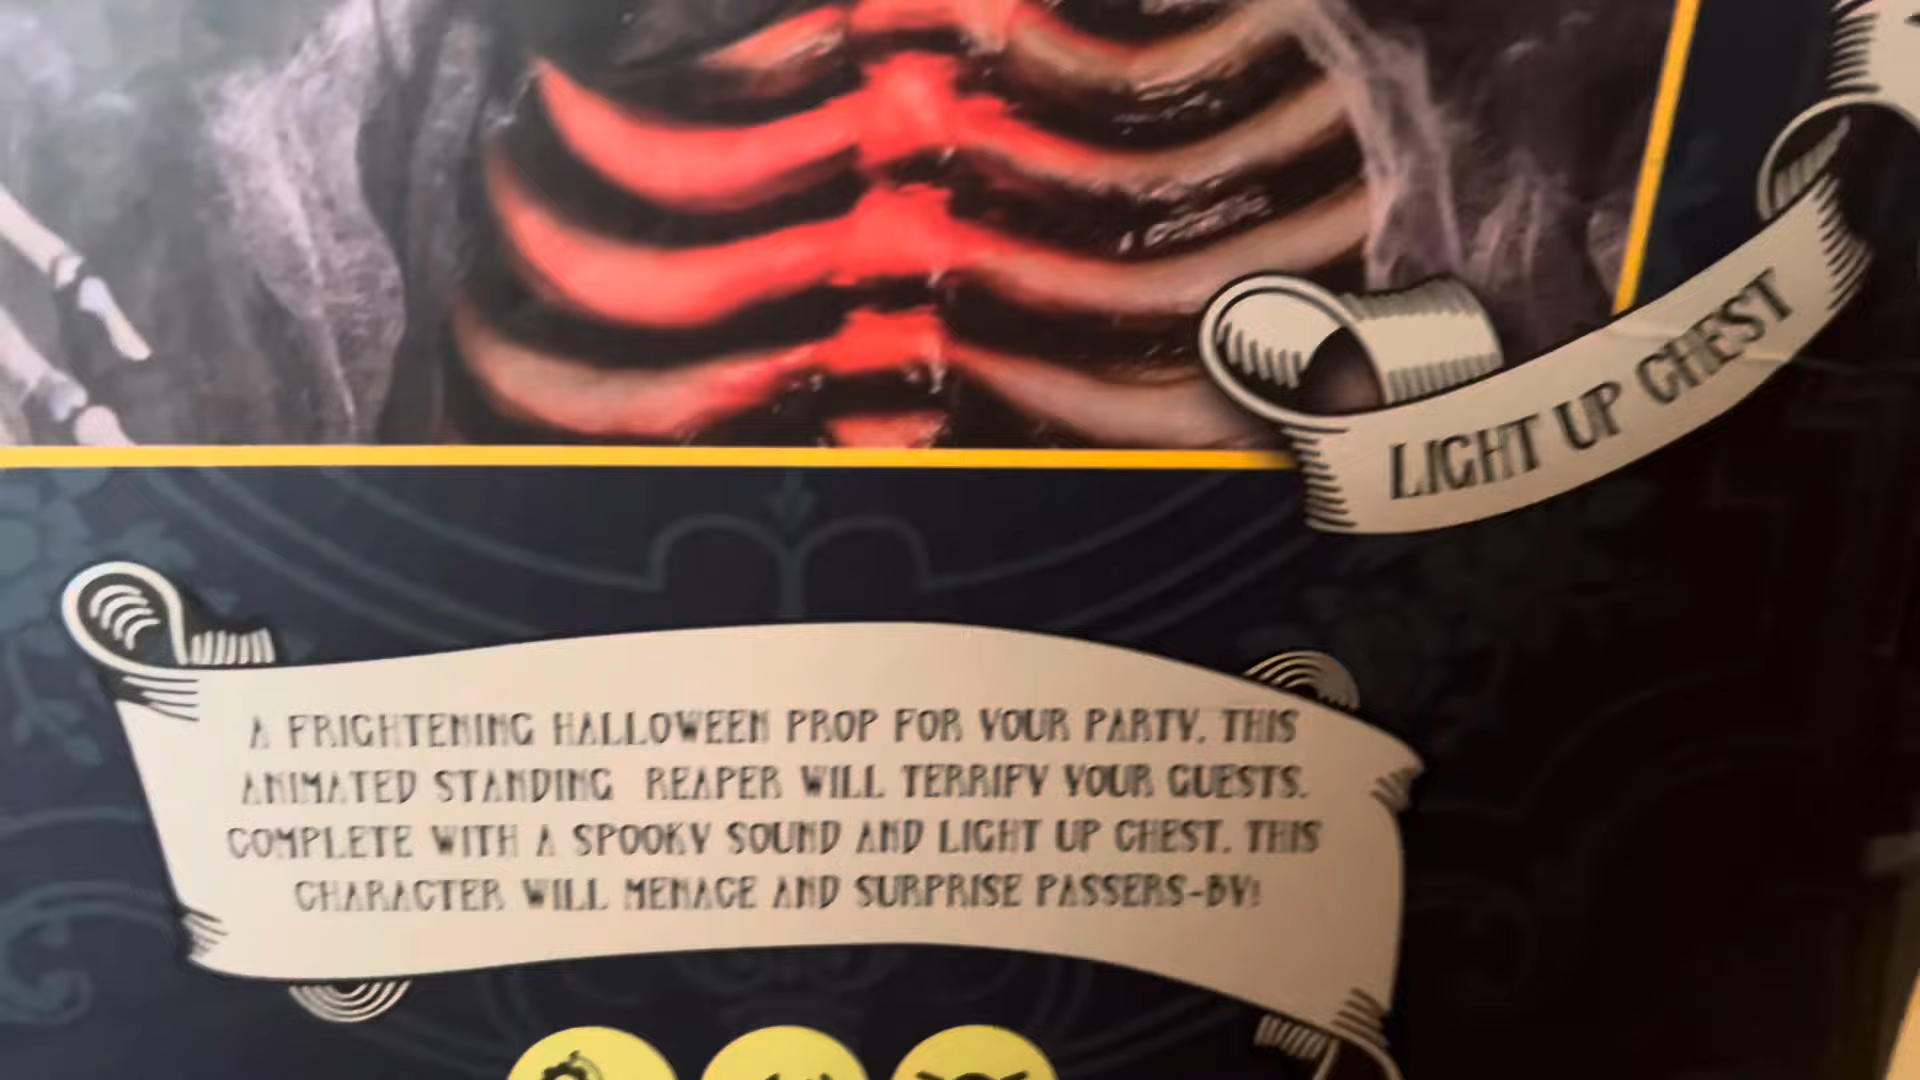 LIGHT UP CHEST
A FRIGHTENING HALLOWEEN PROP FOR YOUR PARTY. THIS
ANIMATED STANDING REAPER WILL TERRIFY YOUR GUESTS.
COMPLETE WITH A SPOOKY SOUND AND LIGHT UP CHEST. THIS
CHARACTER WILL MENACE AND SURPRISE PASSERS-BY!